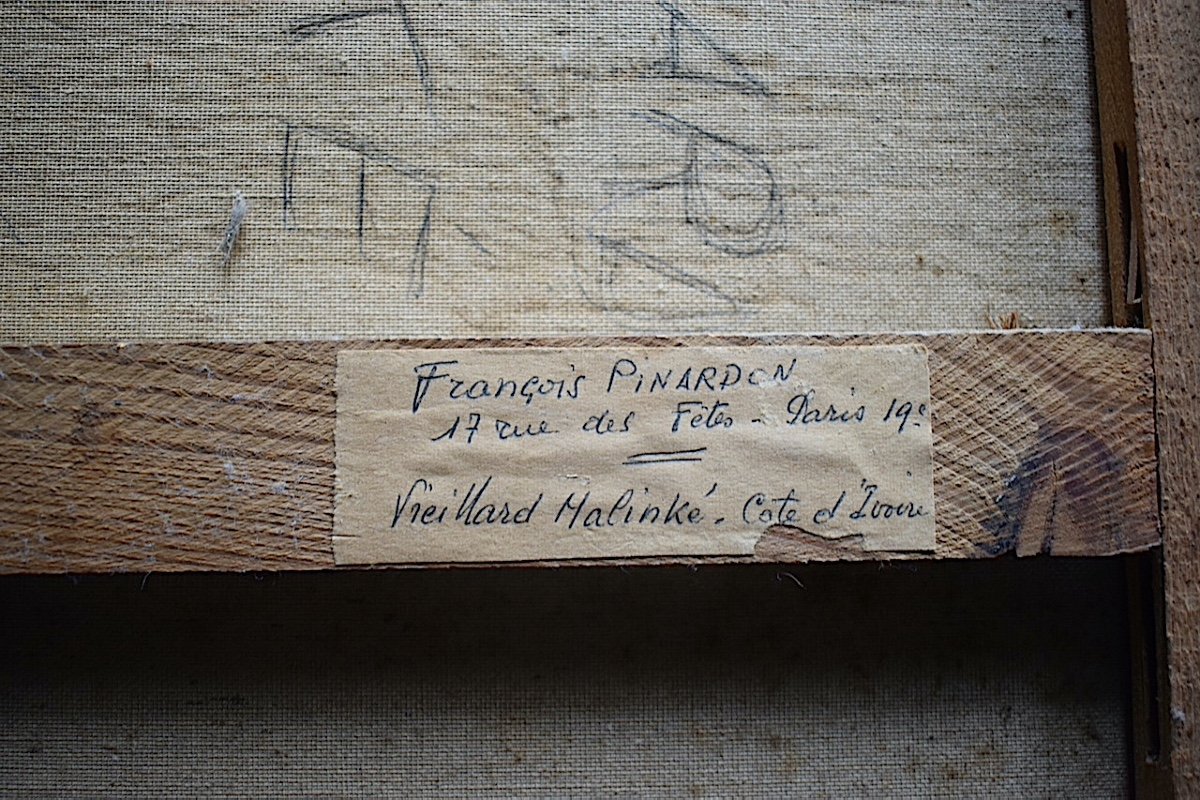 François PINARDON
17 rue des Fêtes - Paris 19e
Vieillard Malinké. Cote d'Ivoire